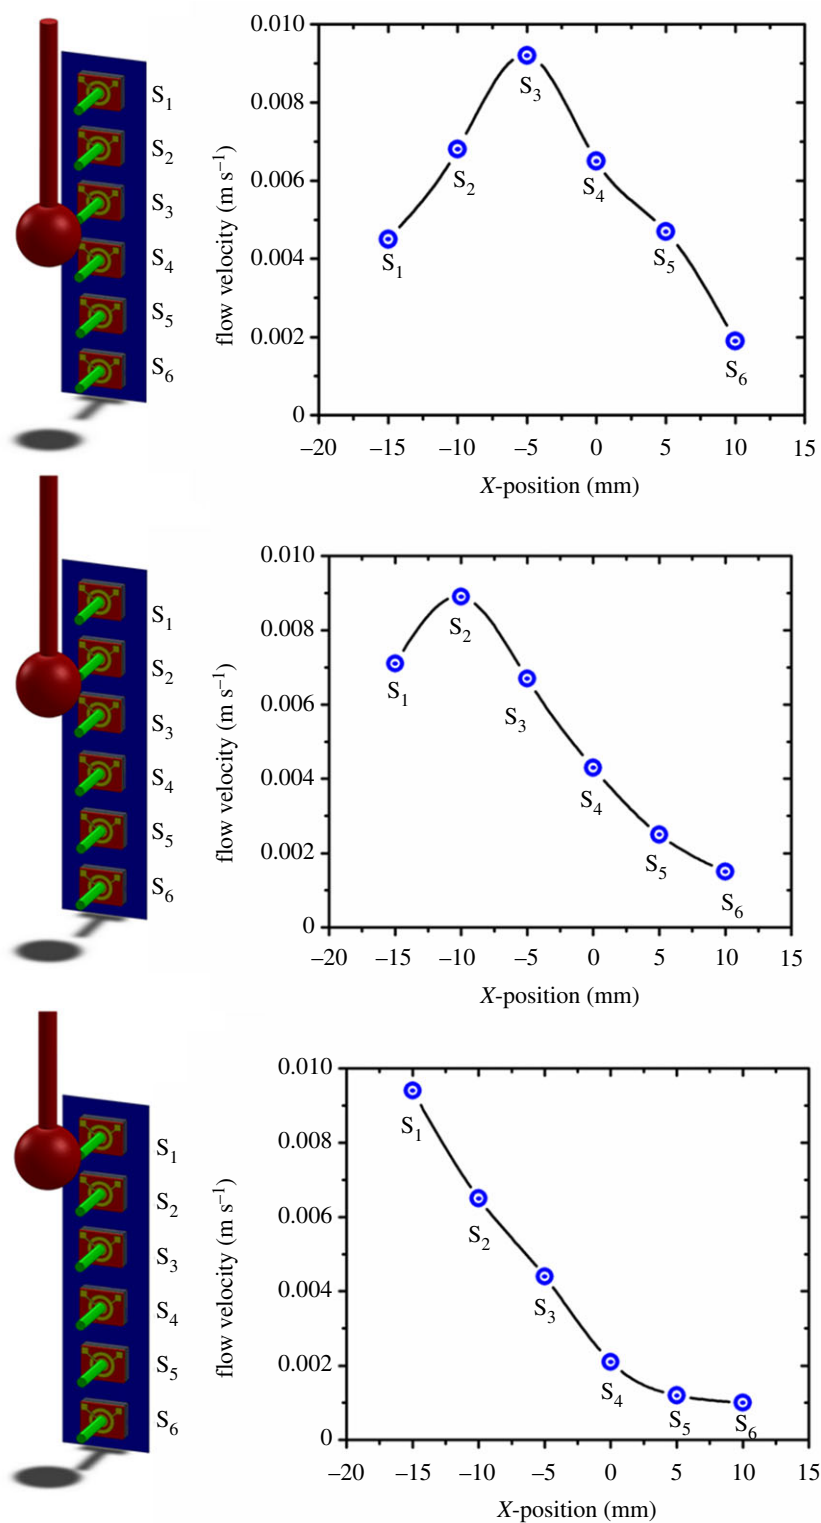 S1
S2
S3
S4
S5
S6
flow velocity (m s–1)
0.010
0.008
0.006
0.004
0.002
0
S1
S2
S3
S4
S5
S6
–20 –15 –10 –5 0 5 10 15
X-position (mm)
S1
S2
S3
S4
S5
S6
flow velocity (m s–1)
0.010
0.008
0.006
0.004
0.002
0
S1
S2
S3
S4
S5
S6
–20 –15 –10 –5 0 5 10 15
X-position (mm)
S1
S2
S3
S4
S5
S6
flow velocity (m s–1)
0.010
0.008
0.006
0.004
0.002
0
S1
S2
S3
S4
S5
S6
–20 –15 –10 –5 0 5 10 15
X-position (mm)